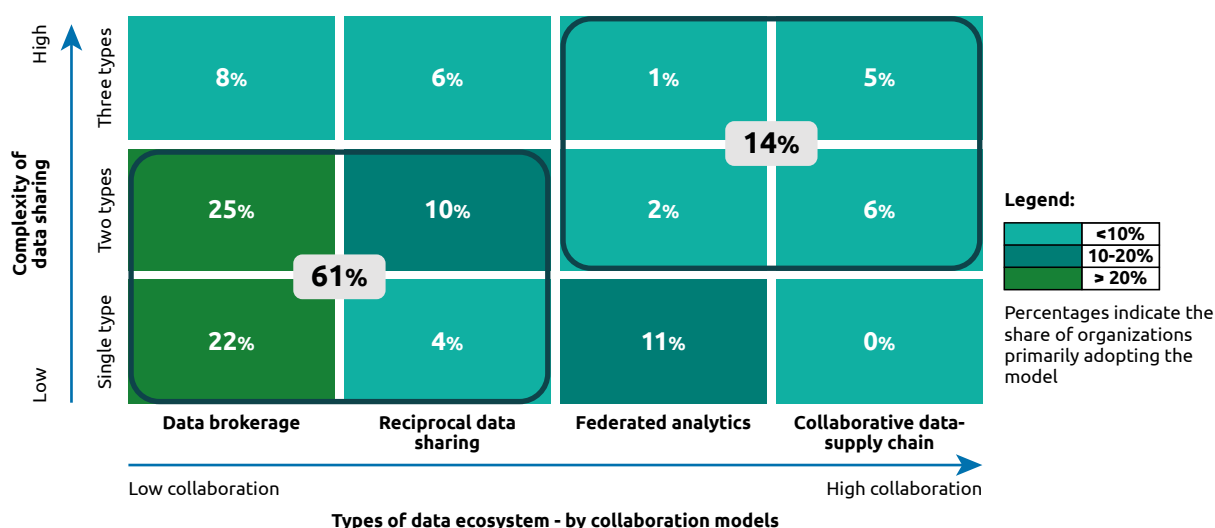 High
Low
Complexity of
data sharing
Three types
Two types
Single type
8%
6%
1%
5%
14%
25%
10%
2%
6%
61%
22%
4%
11%
0%
Data brokerage
Reciprocal data
sharing
Federated analytics
Collaborative data-
supply chain
Low collaboration
High collaboration
Types of data ecosystem - by collaboration models
Legend:
<10%
10-20%
> 20%
Percentages indicate the
share of organizations
primarily adopting the
model